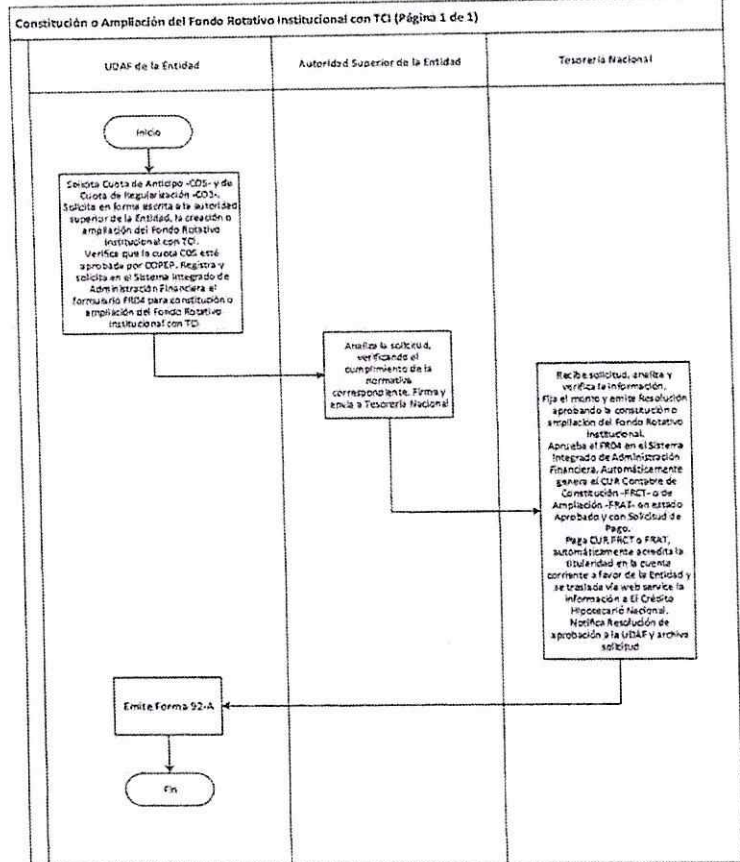 Constitución o Ampliación del Fondo Rotativo Institucional con TCI (Página 1 de 1)
UDAF de la Entidad
Autoridad Superior de la Entidad
Tesorería Nacional
Inicio
Solicita Cuota de Anticipo -COS- y de
Cuota de Regularización -CO3-.
Solicita en forma escrita a la autoridad
superior de la Entidad, la creación o
ampliación del Fondo Rotativo
Institucional con TCI.
Verifica que la cuota COS esté
aprobada por COPEP. Registra y
solicita en el Sistema Integrado de
Administración Financiera el
formulario FR04 para constitución o
ampliación del Fondo Rotativo
Institucional con TCI
Analiza la solicitud,
verificando el
cumplimiento de la
normativa
correspondiente. Firma y
envía a Tesorería Nacional
Recibe solicitud, analiza y
verifica la información.
Fija el monto y emite Resolución
aprobando la constitución o
ampliación del Fondo Rotativo
Institucional.
Aprueba el FR04 en el Sistema
Integrado de Administración
Financiera. Automáticamente
genera el CUR Contable de
Constitución -FRCT- o de
Ampliación -FRAT- en estado
Aprobado y con Solicitud de
Pago.
Paga CUR FRCT o FRAT,
automáticamente acredita la
titularidad en la cuenta
corriente a favor de la Entidad y
se traslada vía web service la
información a El Crédito
Hipotecario Nacional.
Notifica Resolución de
aprobación a la UDAF y archiva
solicitud
Emite Forma 92-A
Fin